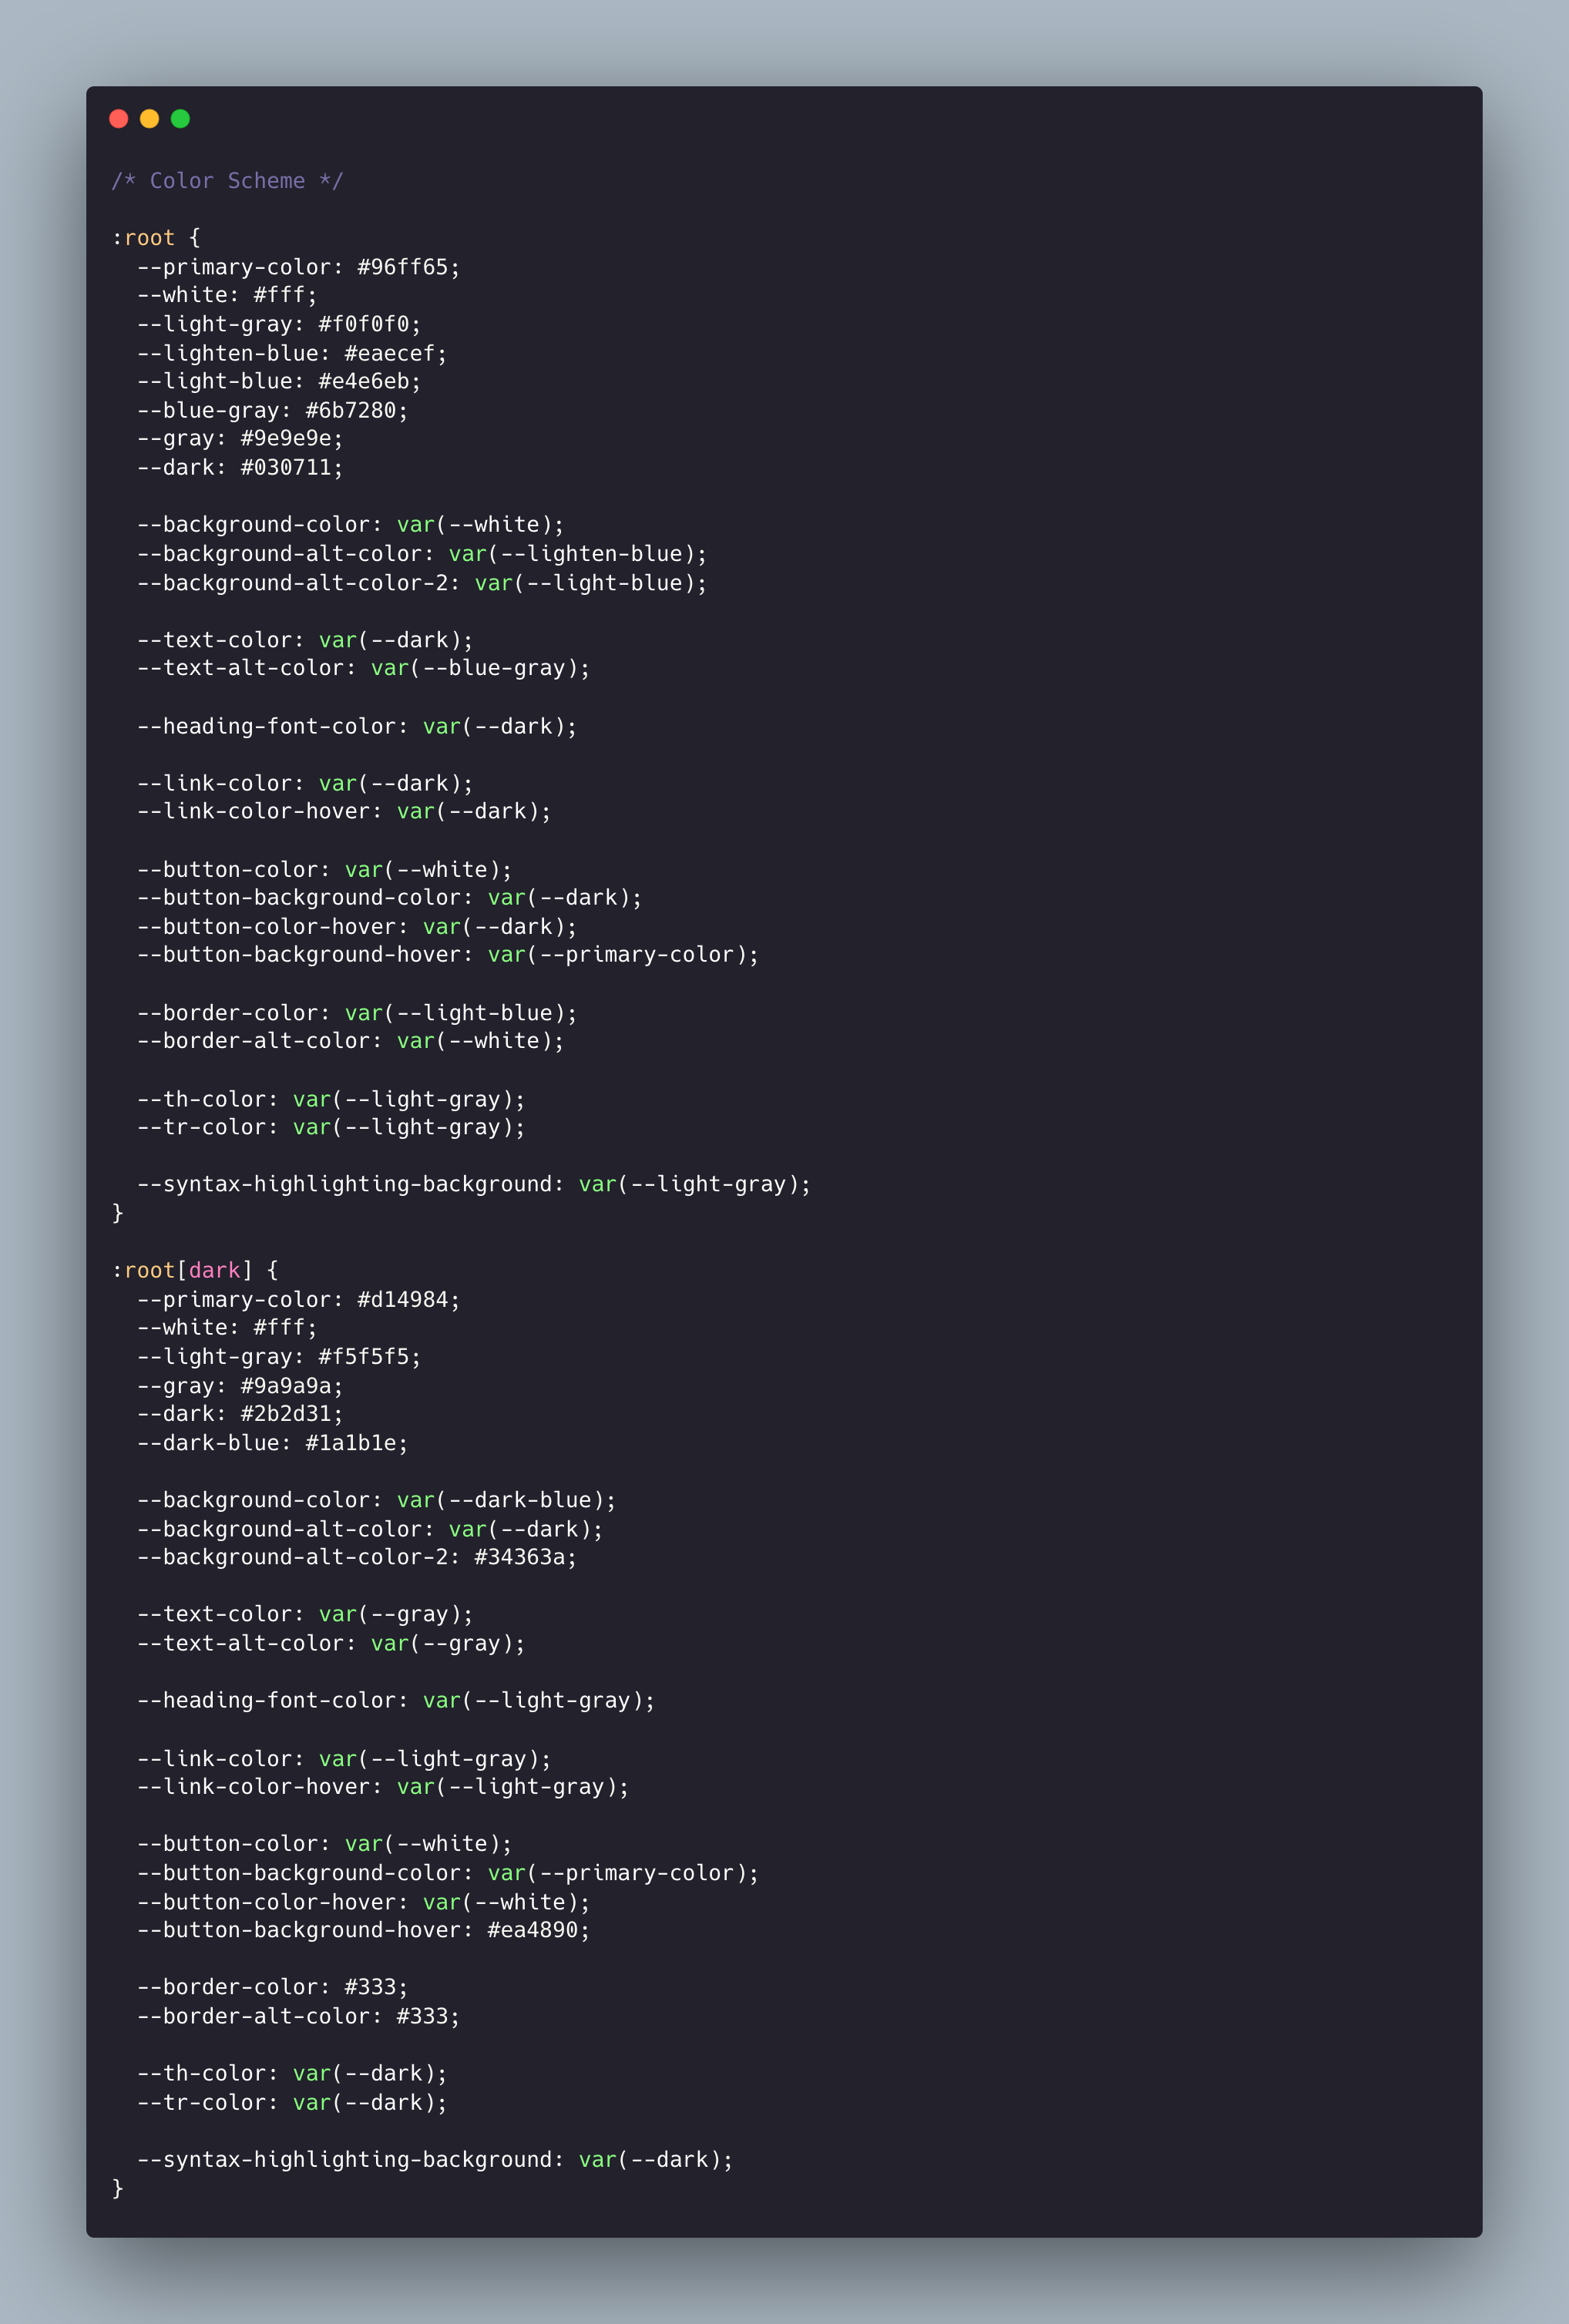 /* Color Scheme */

:root {
  --primary-color: #96ff65;
  --white: #fff;
  --light-gray: #f0f0f0;
  --lighten-blue: #eaecef;
  --light-blue: #e4e6eb;
  --blue-gray: #6b7280;
  --gray: #9e9e9e;
  --dark: #030711;

  --background-color: var(--white);
  --background-alt-color: var(--lighten-blue);
  --background-alt-color-2: var(--light-blue);

  --text-color: var(--dark);
  --text-alt-color: var(--blue-gray);

  --heading-font-color: var(--dark);

  --link-color: var(--dark);
  --link-color-hover: var(--dark);

  --button-color: var(--white);
  --button-background-color: var(--dark);
  --button-color-hover: var(--dark);
  --button-background-hover: var(--primary-color);

  --border-color: var(--light-blue);
  --border-alt-color: var(--white);

  --th-color: var(--light-gray);
  --tr-color: var(--light-gray);

  --syntax-highlighting-background: var(--light-gray);
}

:root[dark] {
  --primary-color: #d14984;
  --white: #fff;
  --light-gray: #f5f5f5;
  --gray: #9a9a9a;
  --dark: #2b2d31;
  --dark-blue: #1a1b1e;

  --background-color: var(--dark-blue);
  --background-alt-color: var(--dark);
  --background-alt-color-2: #34363a;

  --text-color: var(--gray);
  --text-alt-color: var(--gray);

  --heading-font-color: var(--light-gray);

  --link-color: var(--light-gray);
  --link-color-hover: var(--light-gray);

  --button-color: var(--white);
  --button-background-color: var(--primary-color);
  --button-color-hover: var(--white);
  --button-background-hover: #ea4890;

  --border-color: #333;
  --border-alt-color: #333;

  --th-color: var(--dark);
  --tr-color: var(--dark);

  --syntax-highlighting-background: var(--dark);
}